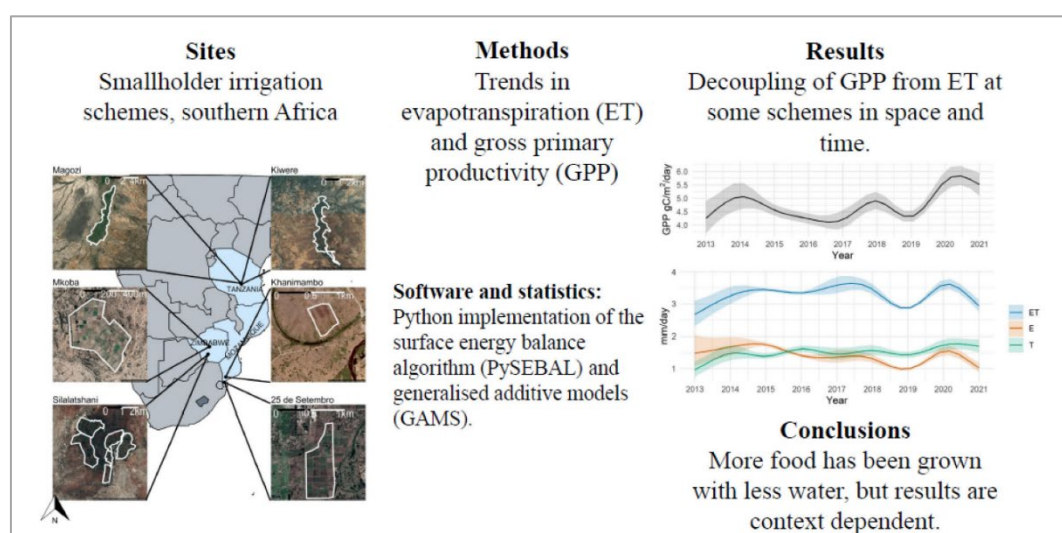 Sites
Smallholder irrigation
schemes, southern Africa
Magozi
Kiwere
TANZANIA
Mkoba
Khanimambo
ZIMBABWE
MOZAMBIQUE
Silalatshani
25 de Setembro
N
Methods
Trends in
evapotranspiration (ET)
and gross primary
productivity (GPP)
Software and statistics:
Python implementation of the
surface energy balance
algorithm (PySEBAL) and
generalised additive models
(GAMS).
Results
Decoupling of GPP from ET at
some schemes in space and
time.
GPP gC/m²/day
6.0
5.5
5.0
4.5
4.0
2013 2014 2015 2016 2017 2018 2019 2020 2021
Year
mm/day
4
3
2
1
2013 2014 2015 2016 2017 2018 2019 2020 2021
Year
ET
E
T
Conclusions
More food has been grown
with less water, but results are
context dependent.